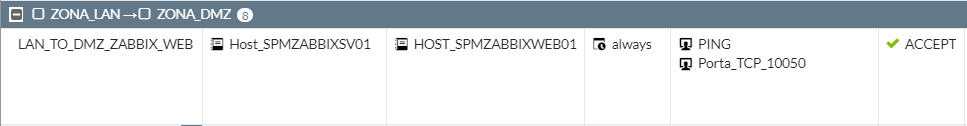 ZONA_LAN→ZONA_DMZ 8
LAN_TO_DMZ_ZABBIX_WEB Host_SPMZABBIXSV01 HOST_SPMZABBIXWEB01 always PING ACCEPT
Porta_TCP_10050